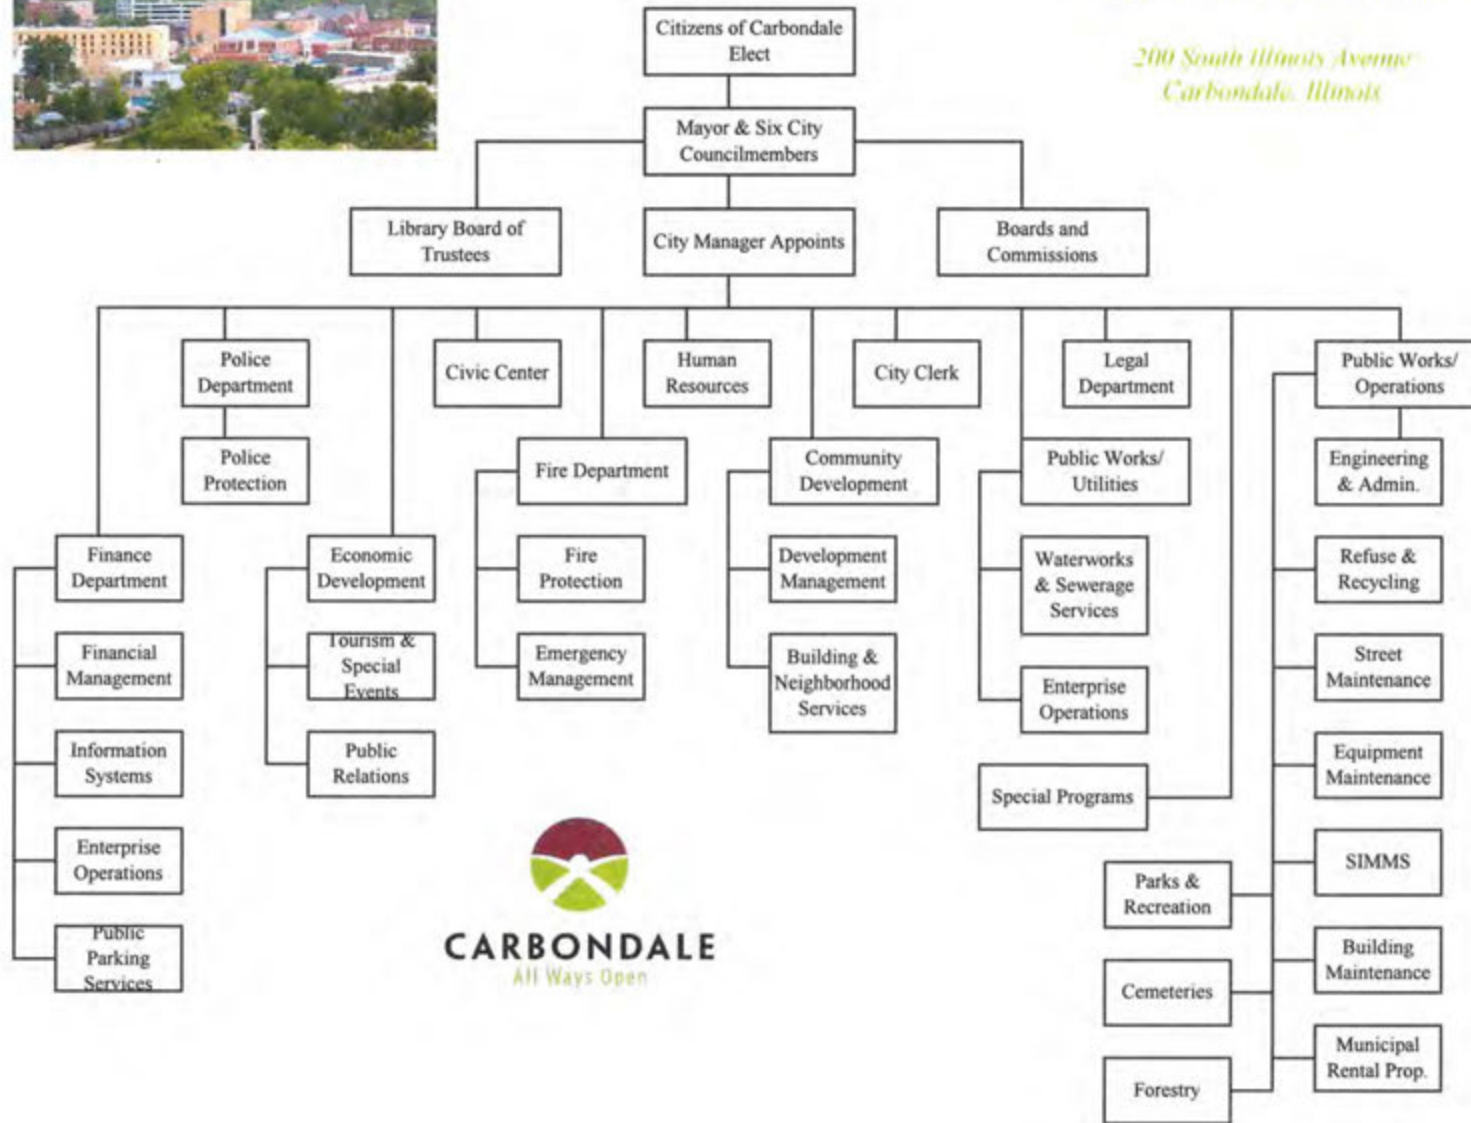 Citizens of Carbondale
Elect
200 South Illinois Avenue
Carbondale, Illinois
Mayor & Six City
Councilmembers
Library Board of
Trustees
City Manager Appoints
Boards and
Commissions
Police
Department
Civic Center
Human
Resources
City Clerk
Legal
Department
Public Works/
Operations
Police
Protection
Fire Department
Community
Development
Public Works/
Utilities
Engineering
& Admin.
Finance
Department
Economic
Development
Fire
Protection
Development
Management
Waterworks
& Sewerage
Services
Refuse &
Recycling
Financial
Management
Tourism &
Special
Events
Emergency
Management
Building &
Neighborhood
Services
Enterprise
Operations
Street
Maintenance
Information
Systems
Public
Relations
Special Programs
Equipment
Maintenance
Enterprise
Operations
Parks &
Recreation
SIMMS
Public
Parking
Services
CARBONDALE
All Ways Open
Cemeteries
Building
Maintenance
Forestry
Municipal
Rental Prop.